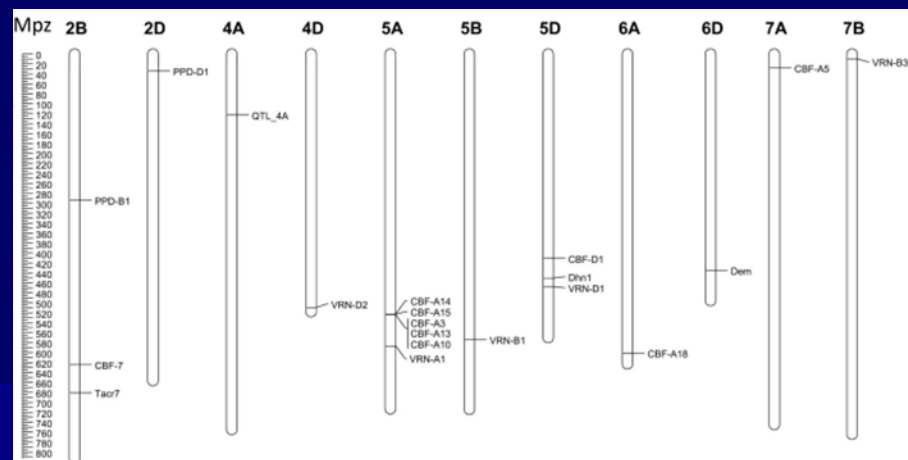 Mpz 2B 2D 4A 4D 5A 5B 5D 6A 6D 7A 7B
0
20
40
60
80
100
120
140
160
180
200
220
240
260
280
300
320
340
360
380
400
420
440
460
480
500
520
540
560
580
600
620
640
660
680
700
720
740
760
780
800
PPD-B1
CBF-7
Tacr7
PPD-D1
QTL_4A
VRN-D2
CBF-A14
CBF-A15
CBF-A3
CBF-A13
CBF-A10
VRN-A1
VRN-B1
CBF-D1
Dhn1
VRN-D1
CBF-A18
Dem
CBF-A5
VRN-B3